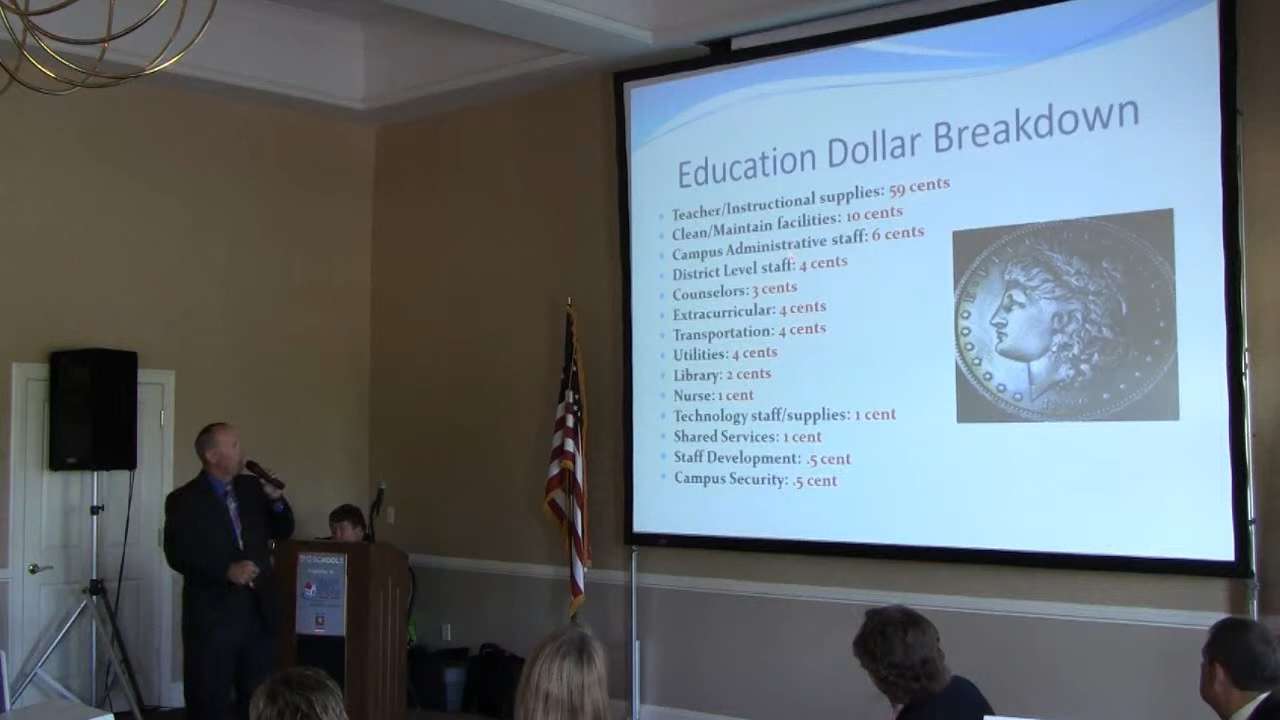 Education Dollar Breakdown
Teacher/Instructional supplies: 59 cents
Clean/Maintain facilities: 10 cents
Campus Administrative staff: 6 cents
District Level staff: 4 cents
Counselors: 3 cents
Extracurricular: 4 cents
Transportation: 4 cents
Utilities: 4 cents
Library: 2 cents
Nurse: 1 cent
Technology staff/supplies: 1 cent
Shared Services: 1 cent
Staff Development: .5 cent
Campus Security: .5 cent